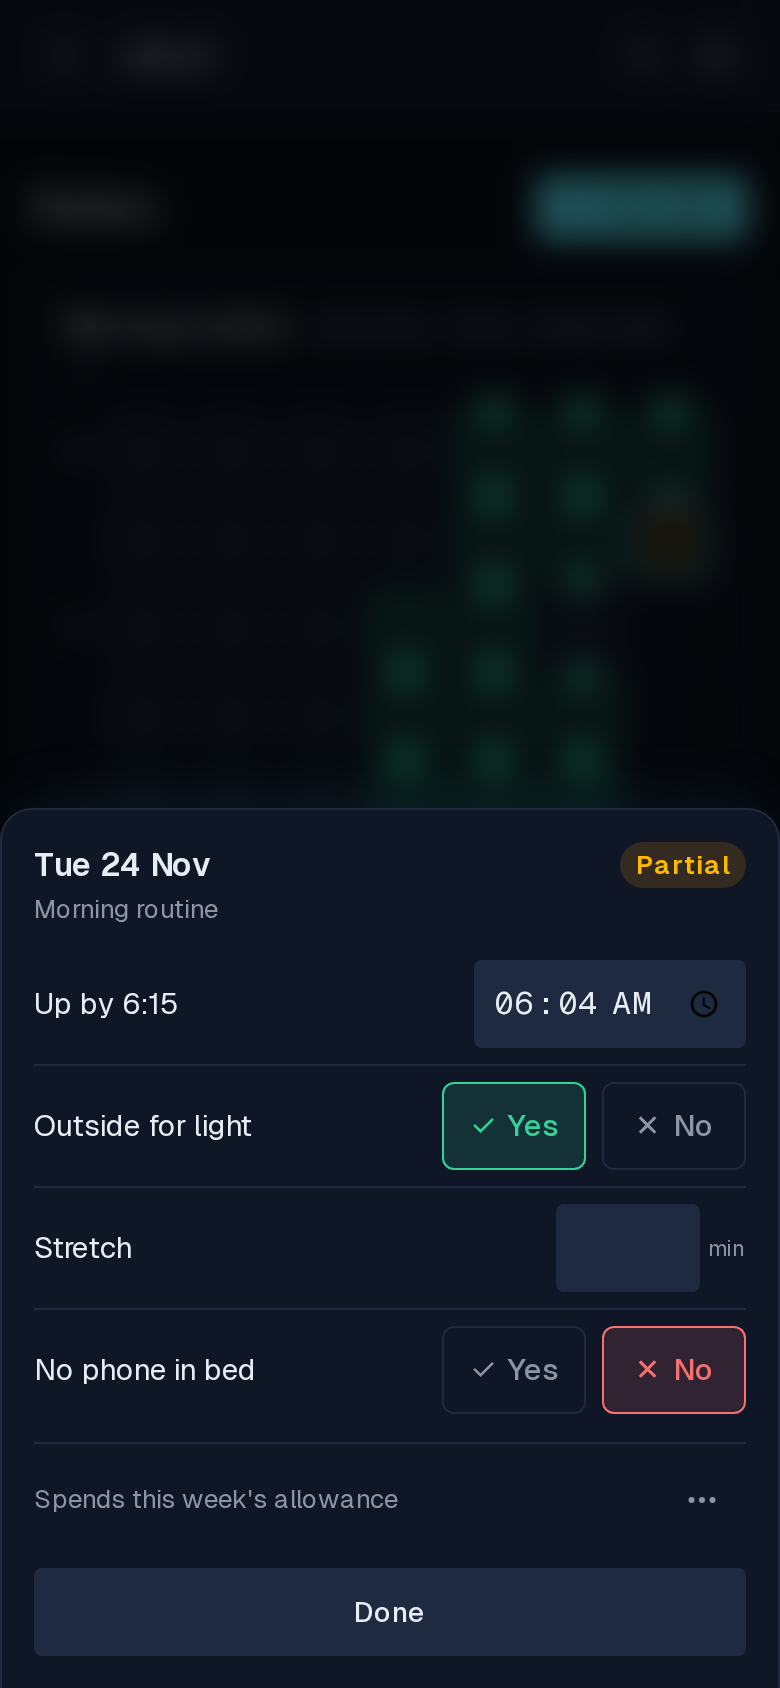 Tue 24 Nov
Partial
Morning routine
Up by 6:15
06:04 AM
Outside for light
Yes
No
Stretch
min
No phone in bed
Yes
No
Spends this week's allowance
Done